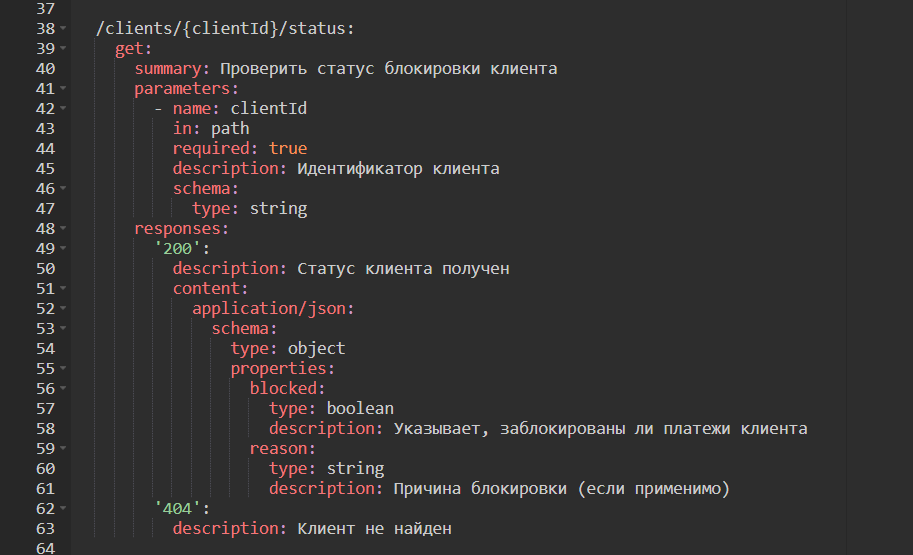 37
38 /clients/{clientId}/status:
39 get:
40 summary: Проверить статус блокировки клиента
41 parameters:
42 - name: clientId
43 in: path
44 required: true
45 description: Идентификатор клиента
46 schema:
47 type: string
48 responses:
49 '200':
50 description: Статус клиента получен
51 content:
52 application/json:
53 schema:
54 type: object
55 properties:
56 blocked:
57 type: boolean
58 description: Указывает, заблокированы ли платежи клиента
59 reason:
60 type: string
61 description: Причина блокировки (если применимо)
62 '404':
63 description: Клиент не найден
64